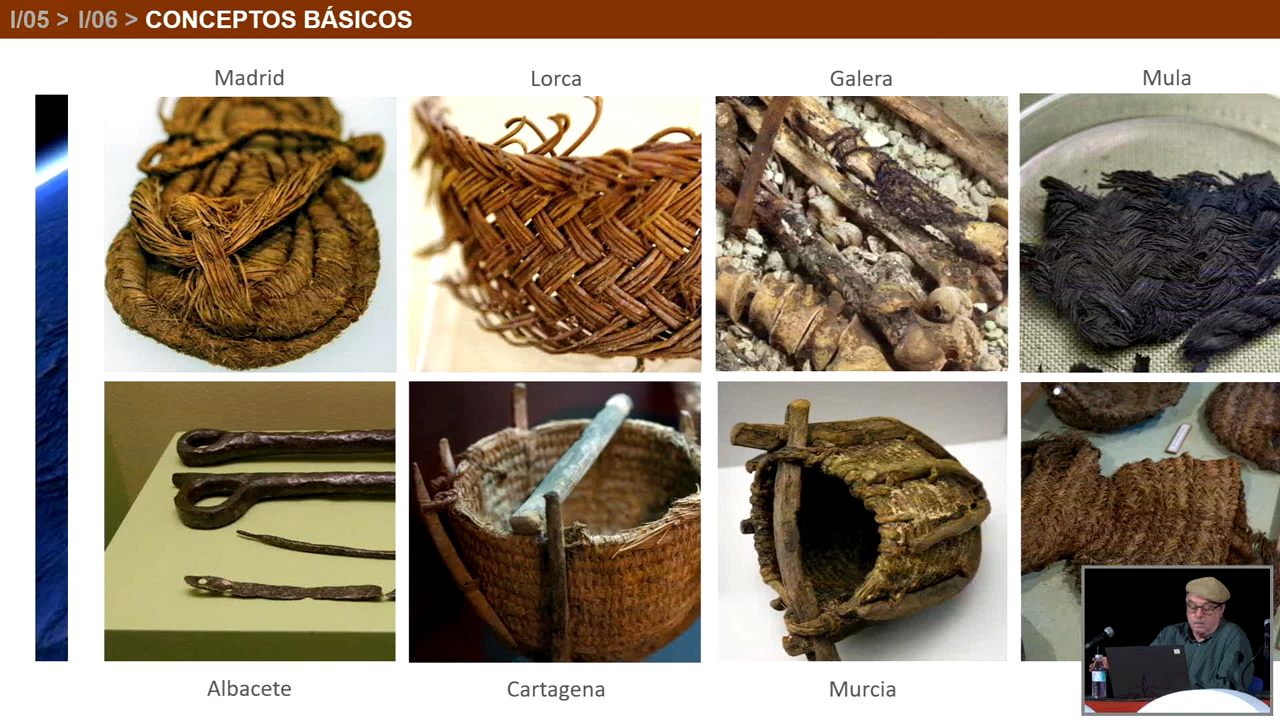 I/05 > I/06 > CONCEPTOS BÁSICOS
Madrid
Lorca
Galera
Mula
Albacete
Cartagena
Murcia